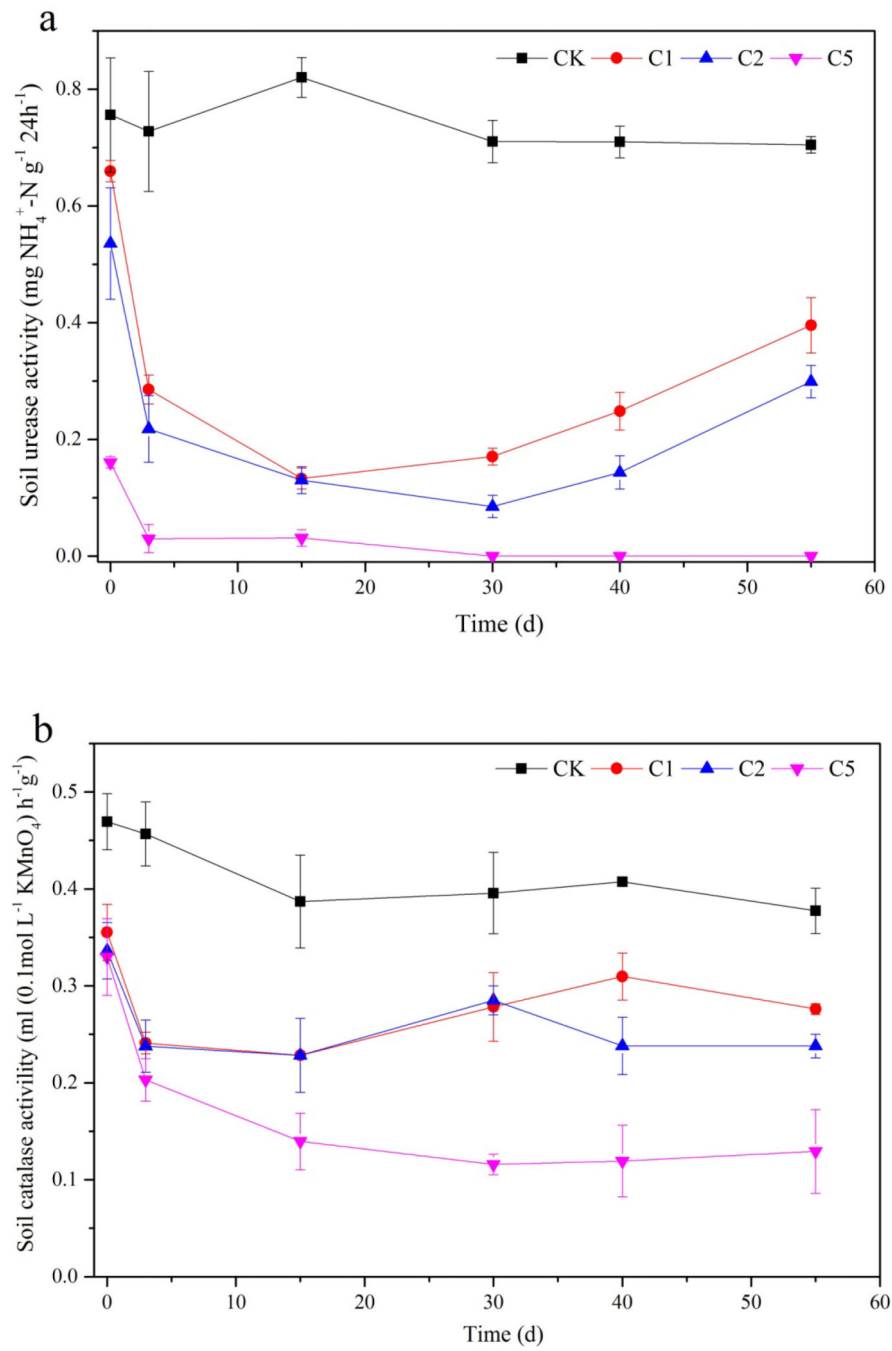 a
CK C1 C2 C5
Soil urease activity (mg NH₄⁺-N g⁻¹ 24h⁻¹)
0.8
0.6
0.4
0.2
0.0
0 10 20 30 40 50 60
Time (d)
b
CK C1 C2 C5
Soil catalase activility (ml (0.1mol L⁻¹ KMnO₄) h⁻¹g⁻¹)
0.5
0.4
0.3
0.2
0.1
0.0
0 10 20 30 40 50 60
Time (d)